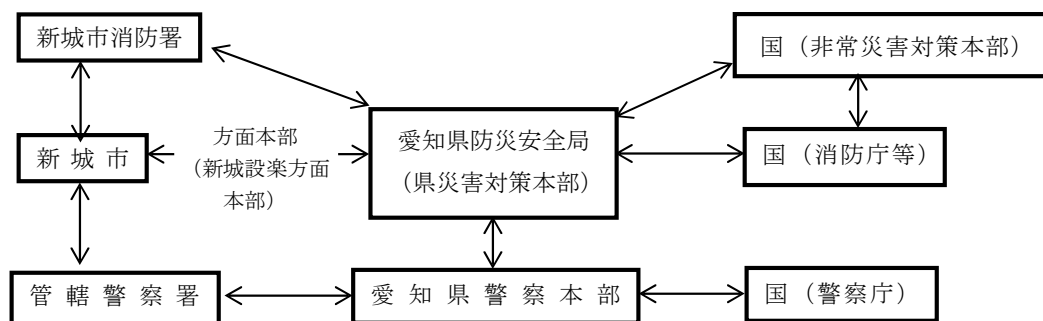 新城市消防署
国（非常災害対策本部）
方面本部
（新城設楽方面
本部）
愛知県防災安全局
（県災害対策本部）
新 城 市
国（消防庁等）
管 轄 警 察 署
愛 知 県 警 察 本 部
国（警察庁）